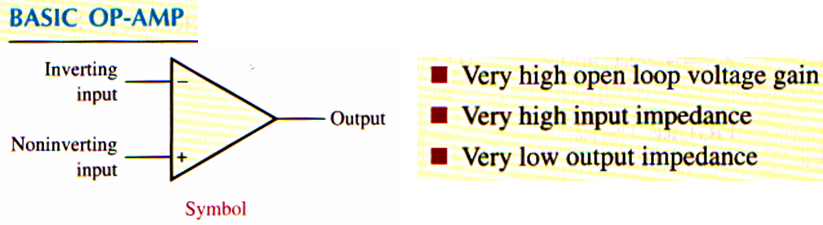 BASIC OP-AMP
Inverting
input
−
Noninverting
input
+
Output
Symbol
■ Very high open loop voltage gain
■ Very high input impedance
■ Very low output impedance